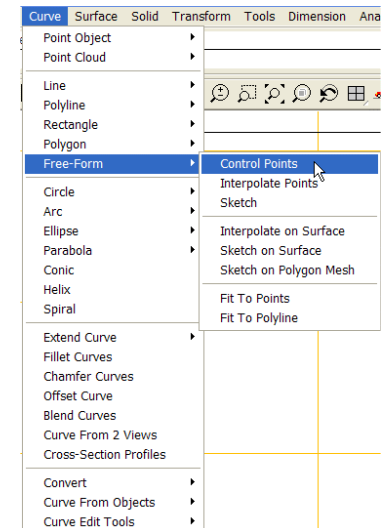 Curve Surface Solid Transform Tools Dimension Ana
Point Object
Point Cloud
Line
Polyline
Rectangle
Polygon
Free-Form
Control Points
Interpolate Points
Sketch
Interpolate on Surface
Sketch on Surface
Sketch on Polygon Mesh
Fit To Points
Fit To Polyline
Circle
Arc
Ellipse
Parabola
Conic
Helix
Spiral
Extend Curve
Fillet Curves
Chamfer Curves
Offset Curve
Blend Curves
Curve From 2 Views
Cross-Section Profiles
Convert
Curve From Objects
Curve Edit Tools